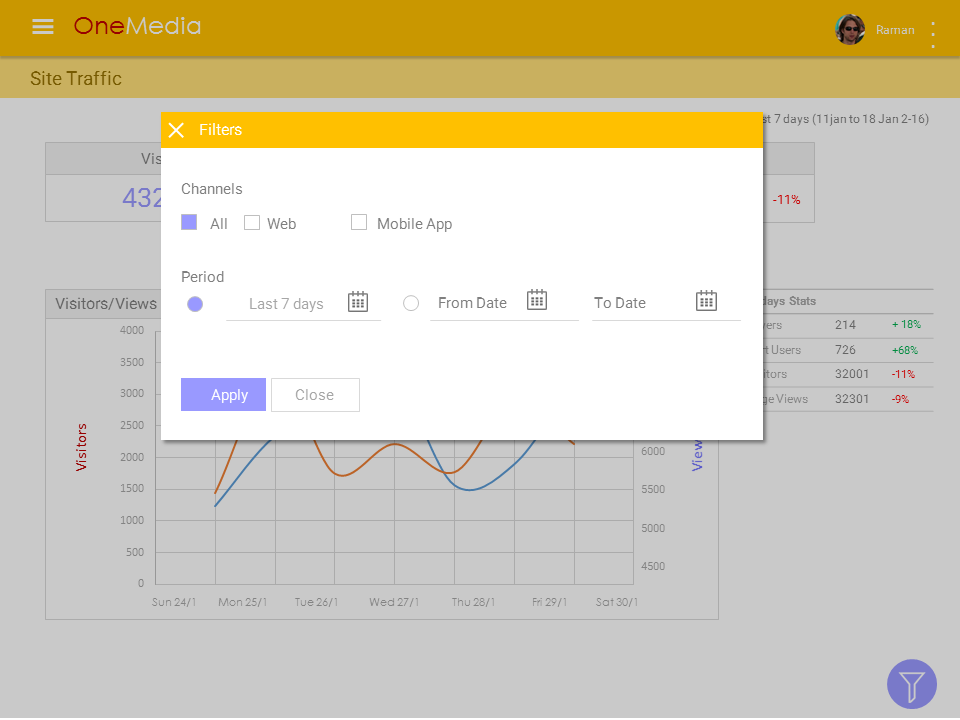 OneMedia
Raman
Site Traffic
st 7 days (11jan to 18 Jan 2-16)
Filters
Vis
432
-11%
Channels
All Web Mobile App
Period
Last 7 days From Date To Date
Apply Close
Visitors/Views
days Stats
214 + 18%
rt Users 726 +68%
itors 32001 -11%
ge Views 32301 -9%
4000
3500
3000
2500
2000
1500
1000
500
0
Visitors
6000
5500
5000
4500
View
Sun 24/1 Mon 25/1 Tue 26/1 Wed 27/1 Thu 28/1 Fri 29/1 Sat 30/1